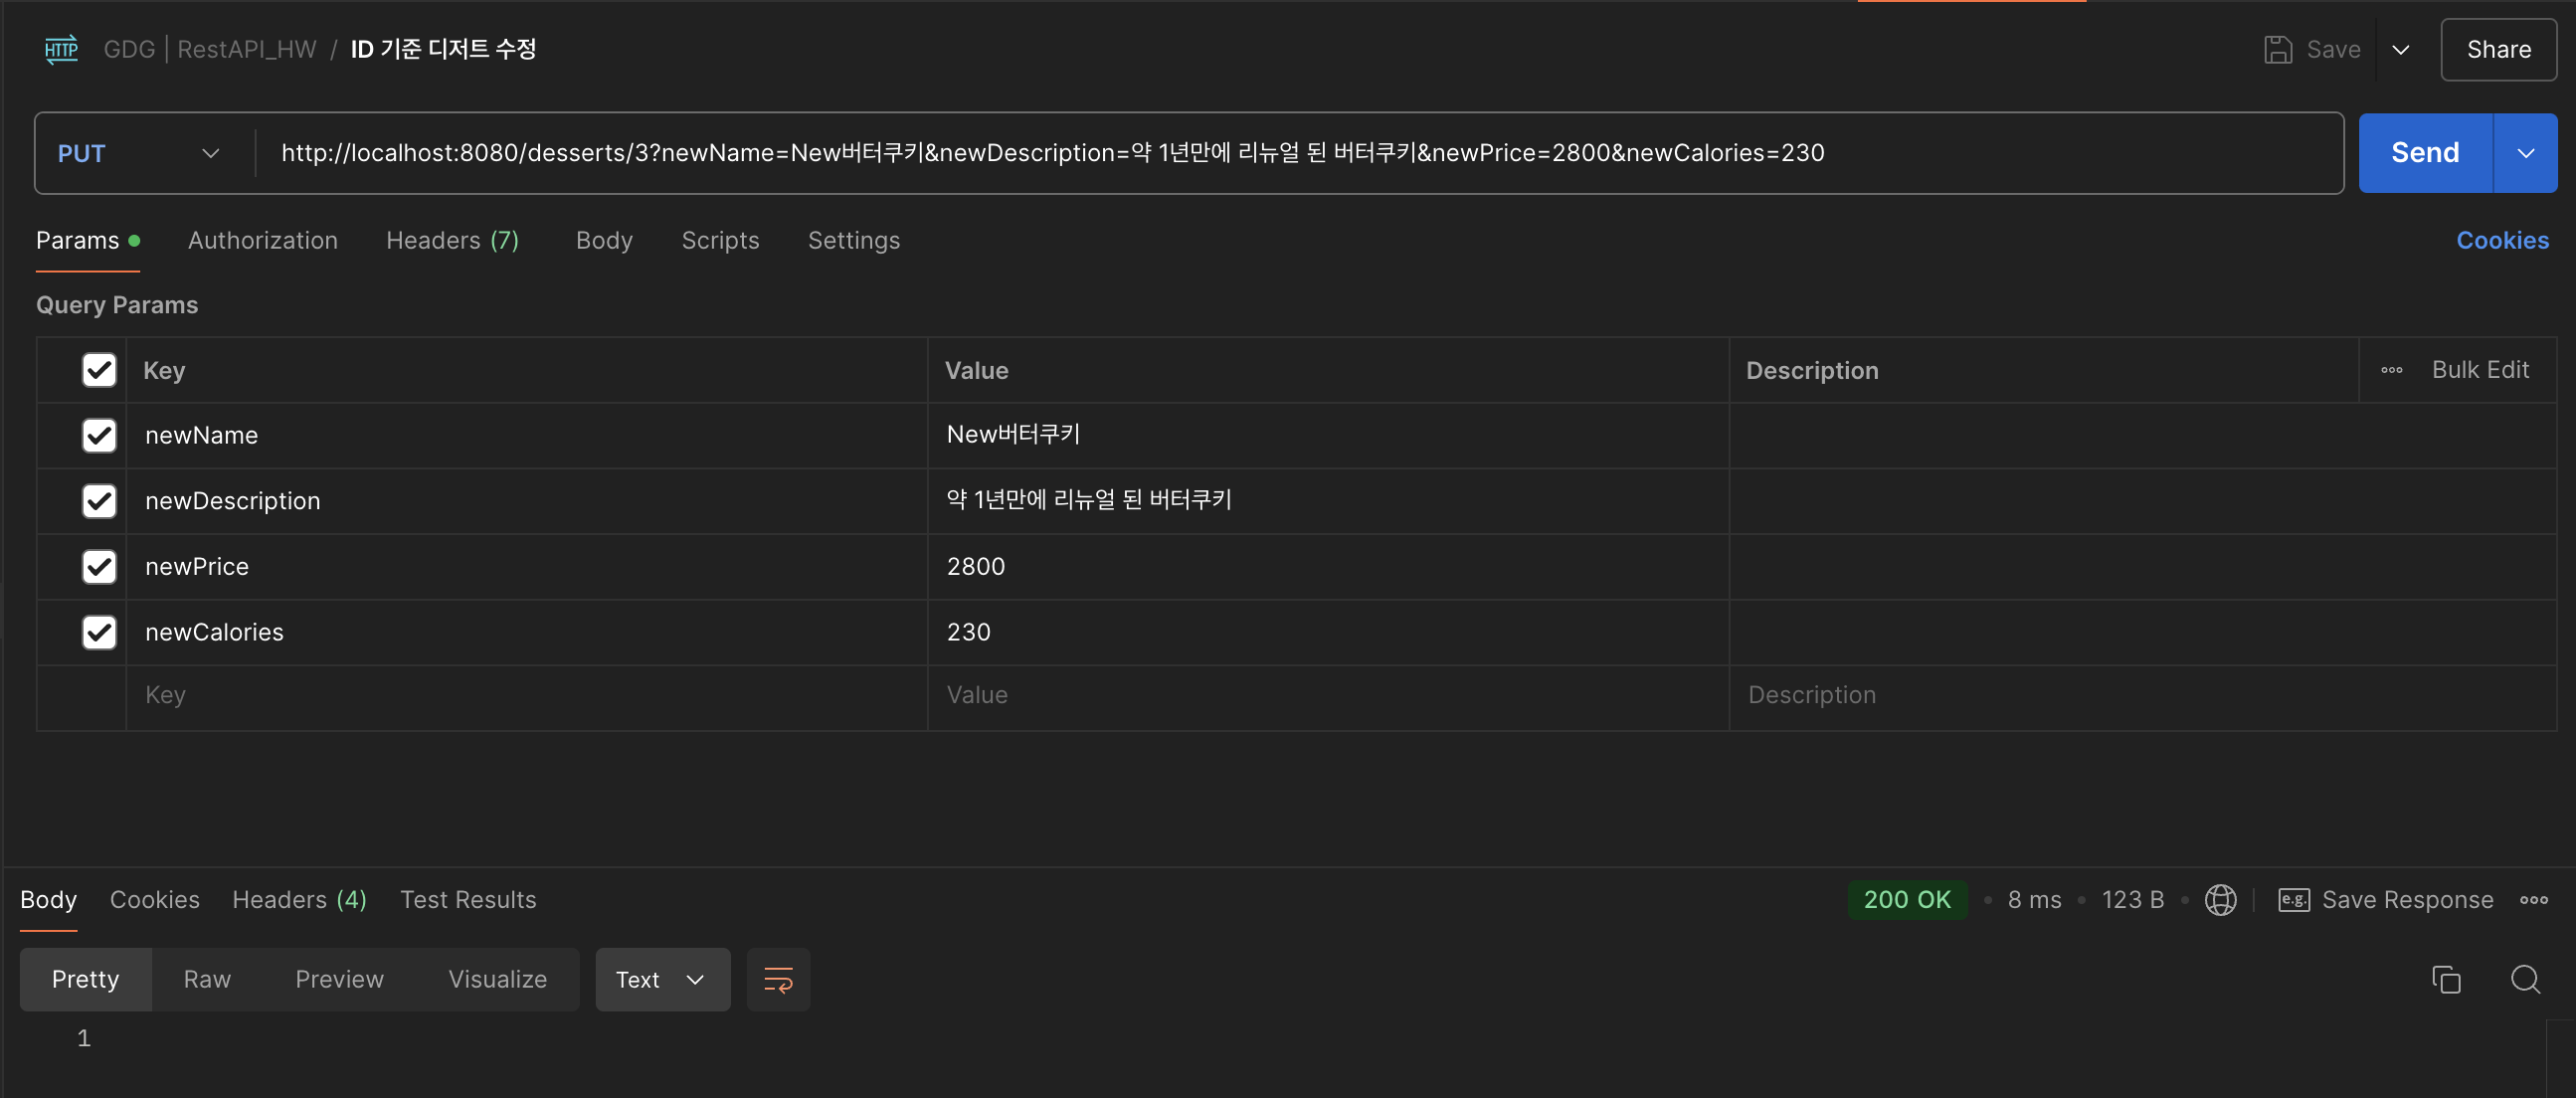 HTTP GDG | RestAPI_HW / ID 기준 디저트 수정 Save Share
PUT http://localhost:8080/desserts/3?newName=New버터쿠키&newDescription=약 1년만에 리뉴얼 된 버터쿠키&newPrice=2800&newCalories=230 Send
Params Authorization Headers (7) Body Scripts Settings Cookies
Query Params
Key Value Description Bulk Edit
newName New버터쿠키
newDescription 약 1년만에 리뉴얼 된 버터쿠키
newPrice 2800
newCalories 230
Key Value Description
Body Cookies Headers (4) Test Results 200 OK 8 ms 123 B e.g. Save Response
Pretty Raw Preview Visualize Text
1